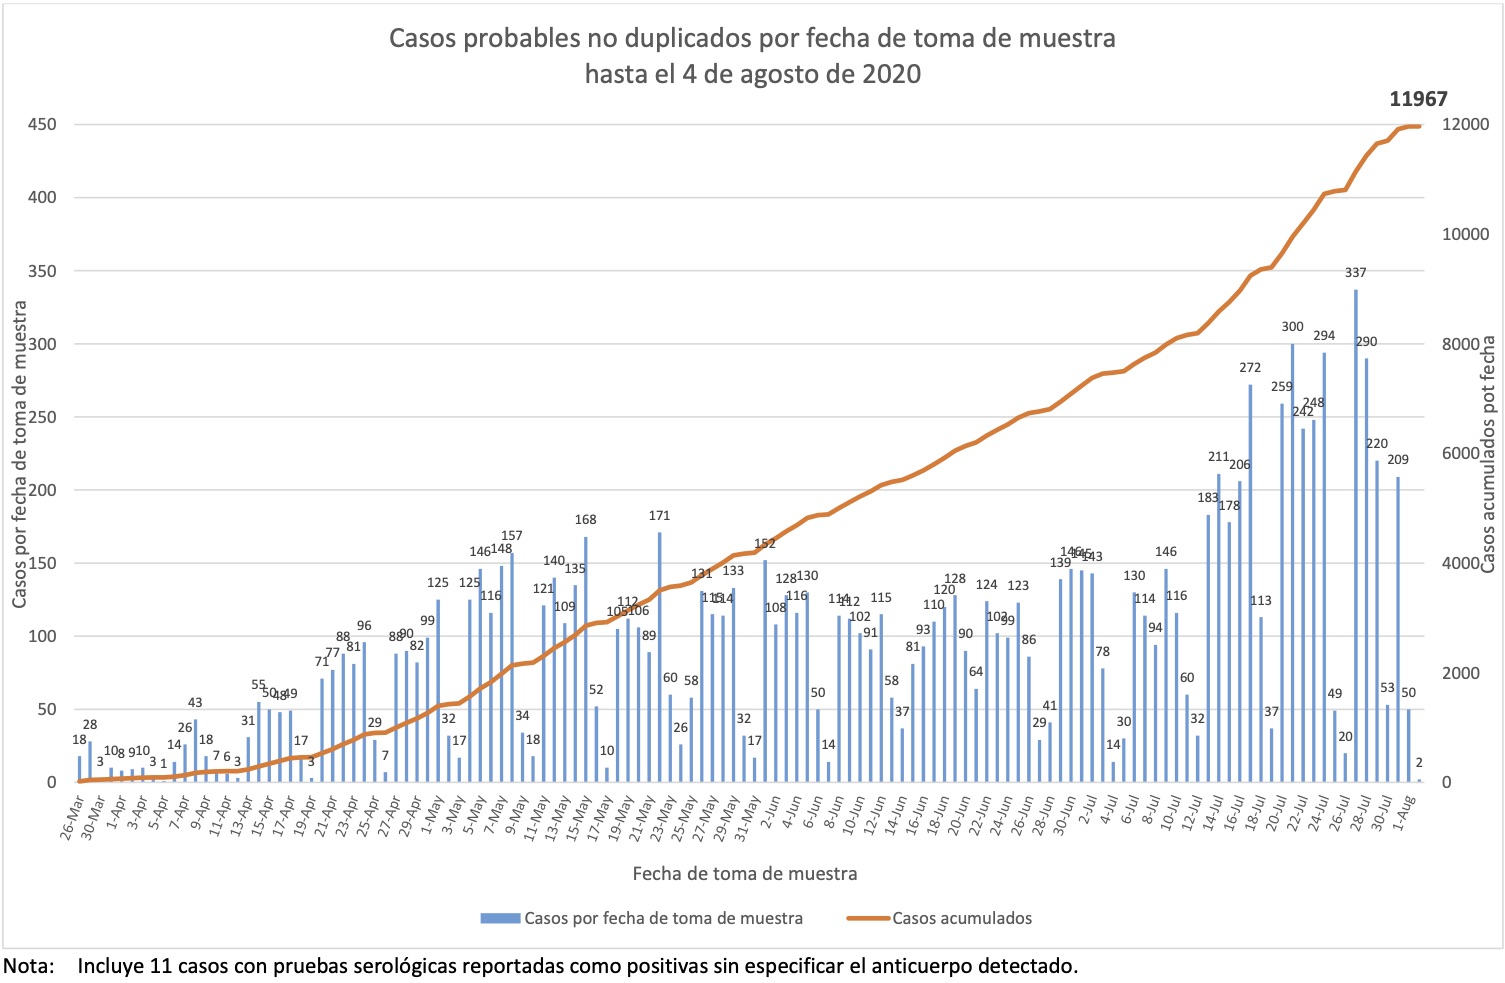 Casos probables no duplicados por fecha de toma de muestra
hasta el 4 de agosto de 2020
11967
450
400
350
300
250
200
150
100
50
0
Casos por fecha de toma de muestra
12000
10000
8000
6000
4000
2000
0
Casos acumulados pot fecha
18 28 3 10 8 9 10 3 1 14 26 43 18 7 6 3 31 55 50 48 49 17 3 71 77 88 81 96 29 7 88 90 82 99 125 32 17 125 146 116 148 157 34 18 121 140 109 135 168 52 10 105 112 106 89 171 60 26 58 131 115 114 133 32 17 152 108 128 116 130 50 14 114 112 102 91 115 58 37 81 93 110 120 128 90 64 124 102 99 123 86 29 41 139 146 145 143 78 14 30 130 114 94 146 116 60 32 183 211 178 206 272 113 37 259 300 242 248 294 49 20 337 290 220 53 209 50 2
26-Mar 30-Mar 1-Apr 3-Apr 5-Apr 7-Apr 9-Apr 11-Apr 13-Apr 15-Apr 17-Apr 19-Apr 21-Apr 23-Apr 25-Apr 27-Apr 29-Apr 1-May 3-May 5-May 7-May 9-May 11-May 13-May 15-May 17-May 19-May 21-May 23-May 25-May 27-May 29-May 31-May 2-Jun 4-Jun 6-Jun 8-Jun 10-Jun 12-Jun 14-Jun 16-Jun 18-Jun 20-Jun 22-Jun 24-Jun 26-Jun 28-Jun 30-Jun 2-Jul 4-Jul 6-Jul 8-Jul 10-Jul 12-Jul 14-Jul 16-Jul 18-Jul 20-Jul 22-Jul 24-Jul 26-Jul 28-Jul 30-Jul 1-Aug
Fecha de toma de muestra
Casos por fecha de toma de muestra
Casos acumulados
Nota: Incluye 11 casos con pruebas serológicas reportadas como positivas sin especificar el anticuerpo detectado.